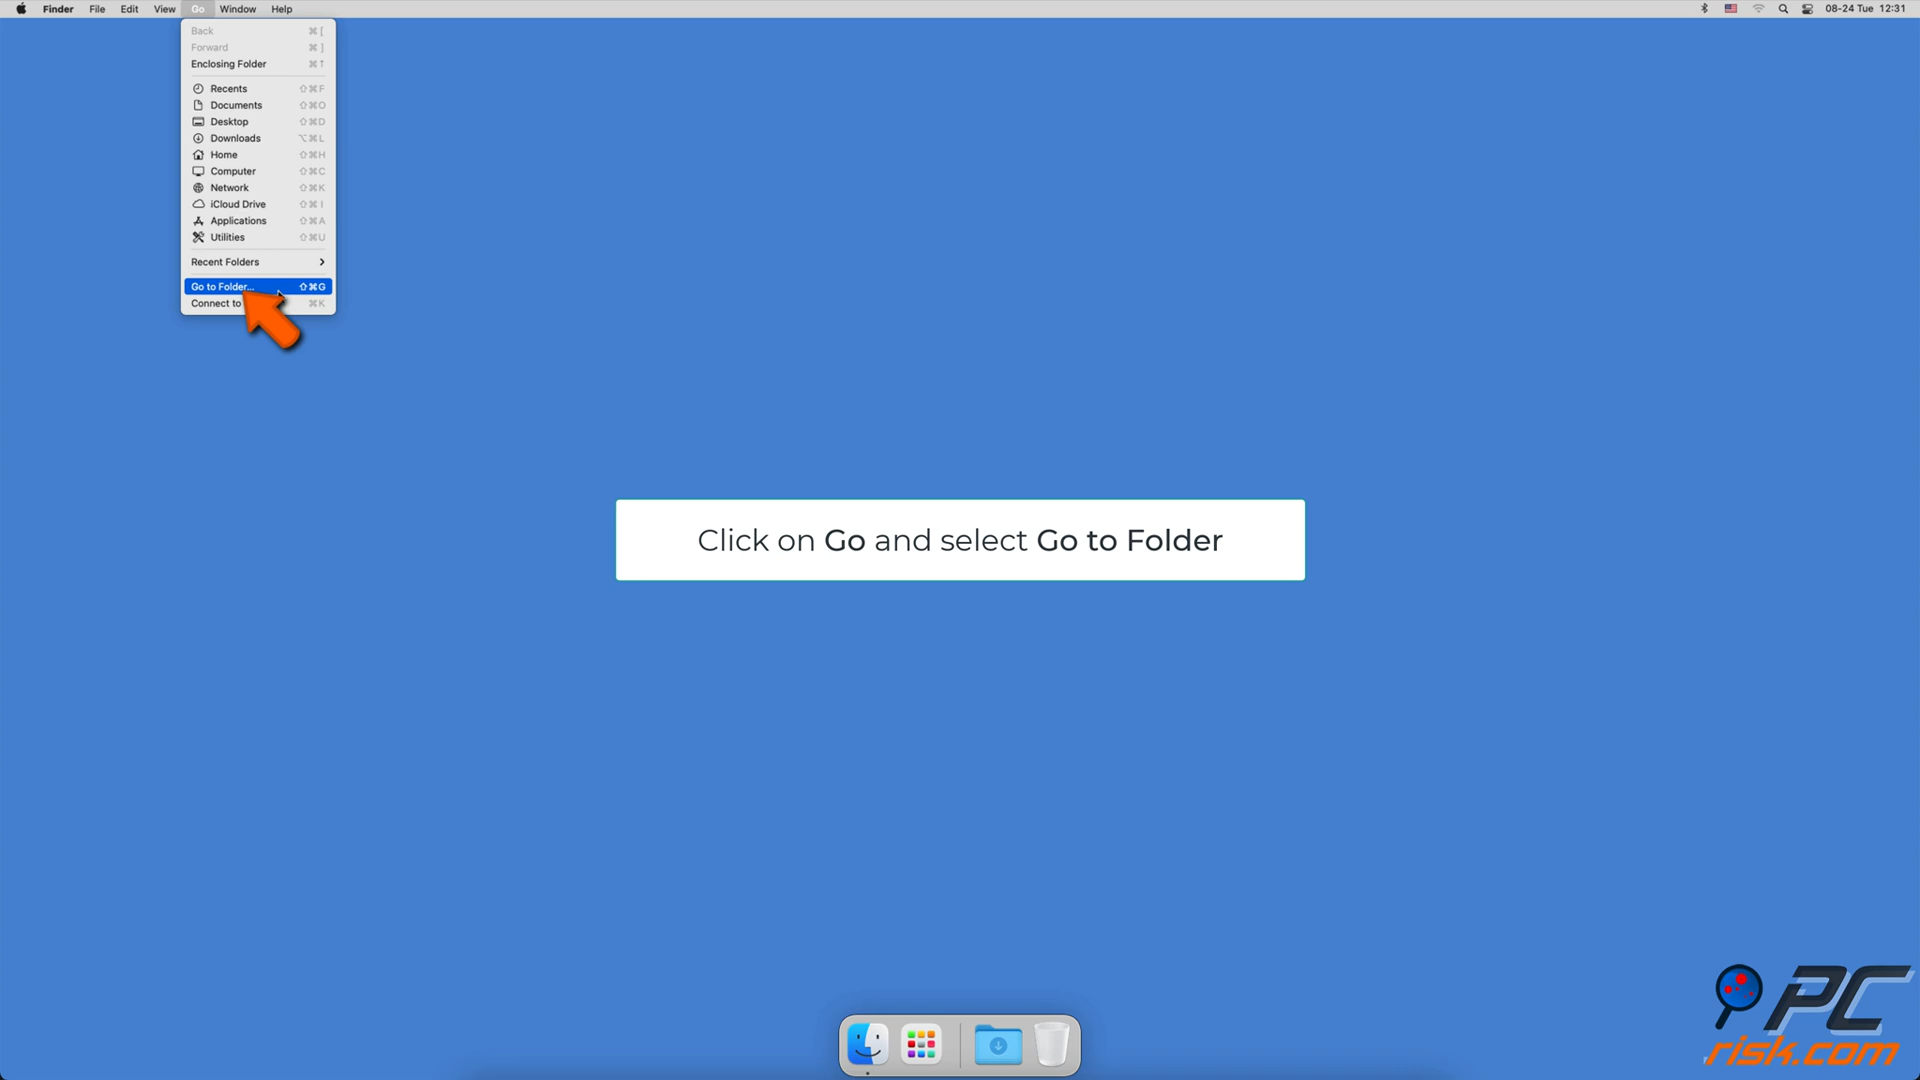 Finder File Edit View Go Window Help 08-24 Tue 12:31
Back ⌘ [
Forward ⌘ ]
Enclosing Folder ⌘↑
Recents ⇧⌘F
Documents ⇧⌘O
Desktop ⇧⌘D
Downloads ⌥⌘L
Home ⇧⌘H
Computer ⇧⌘C
Network ⇧⌘K
iCloud Drive ⇧⌘I
Applications ⇧⌘A
Utilities ⇧⌘U
Recent Folders
Go to Folder... ⇧⌘G
Connect to ⌘K
Click on Go and select Go to Folder
PC
risk.com